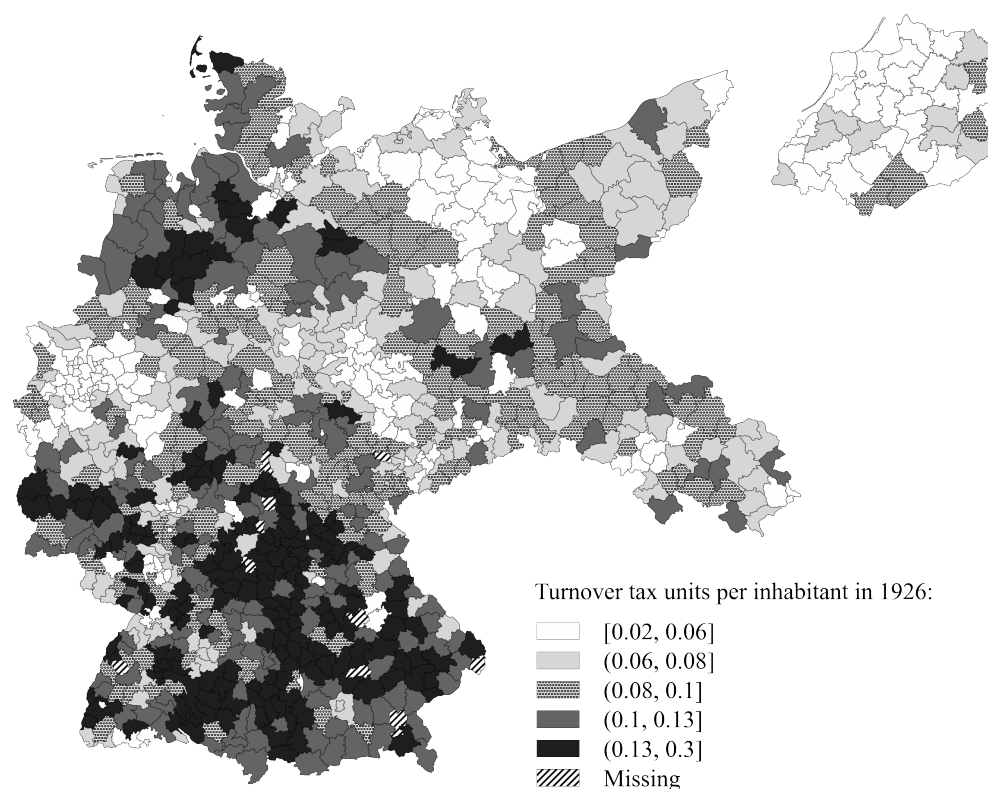 Turnover tax units per inhabitant in 1926:
[0.02, 0.06]
(0.06, 0.08]
(0.08, 0.1]
(0.1, 0.13]
(0.13, 0.3]
Missing